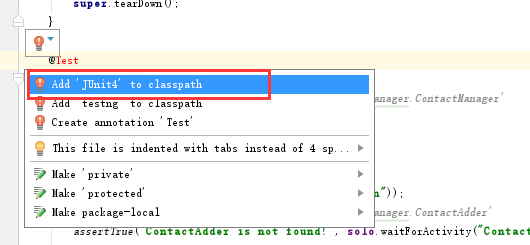 super.tearDown();
}
@Test
Add 'JUnit4' to classpath
anager.ContactManager'
Add 'testng' to classpath
Create annotation 'Test'
This file is indented with tabs instead of 4 sp...
Make 'private'
n"));
Make 'protected'
anager.ContactAdder'
Make package-local
assertTrue("ContactAdder is not found!", solo.waitForActivity("Contac